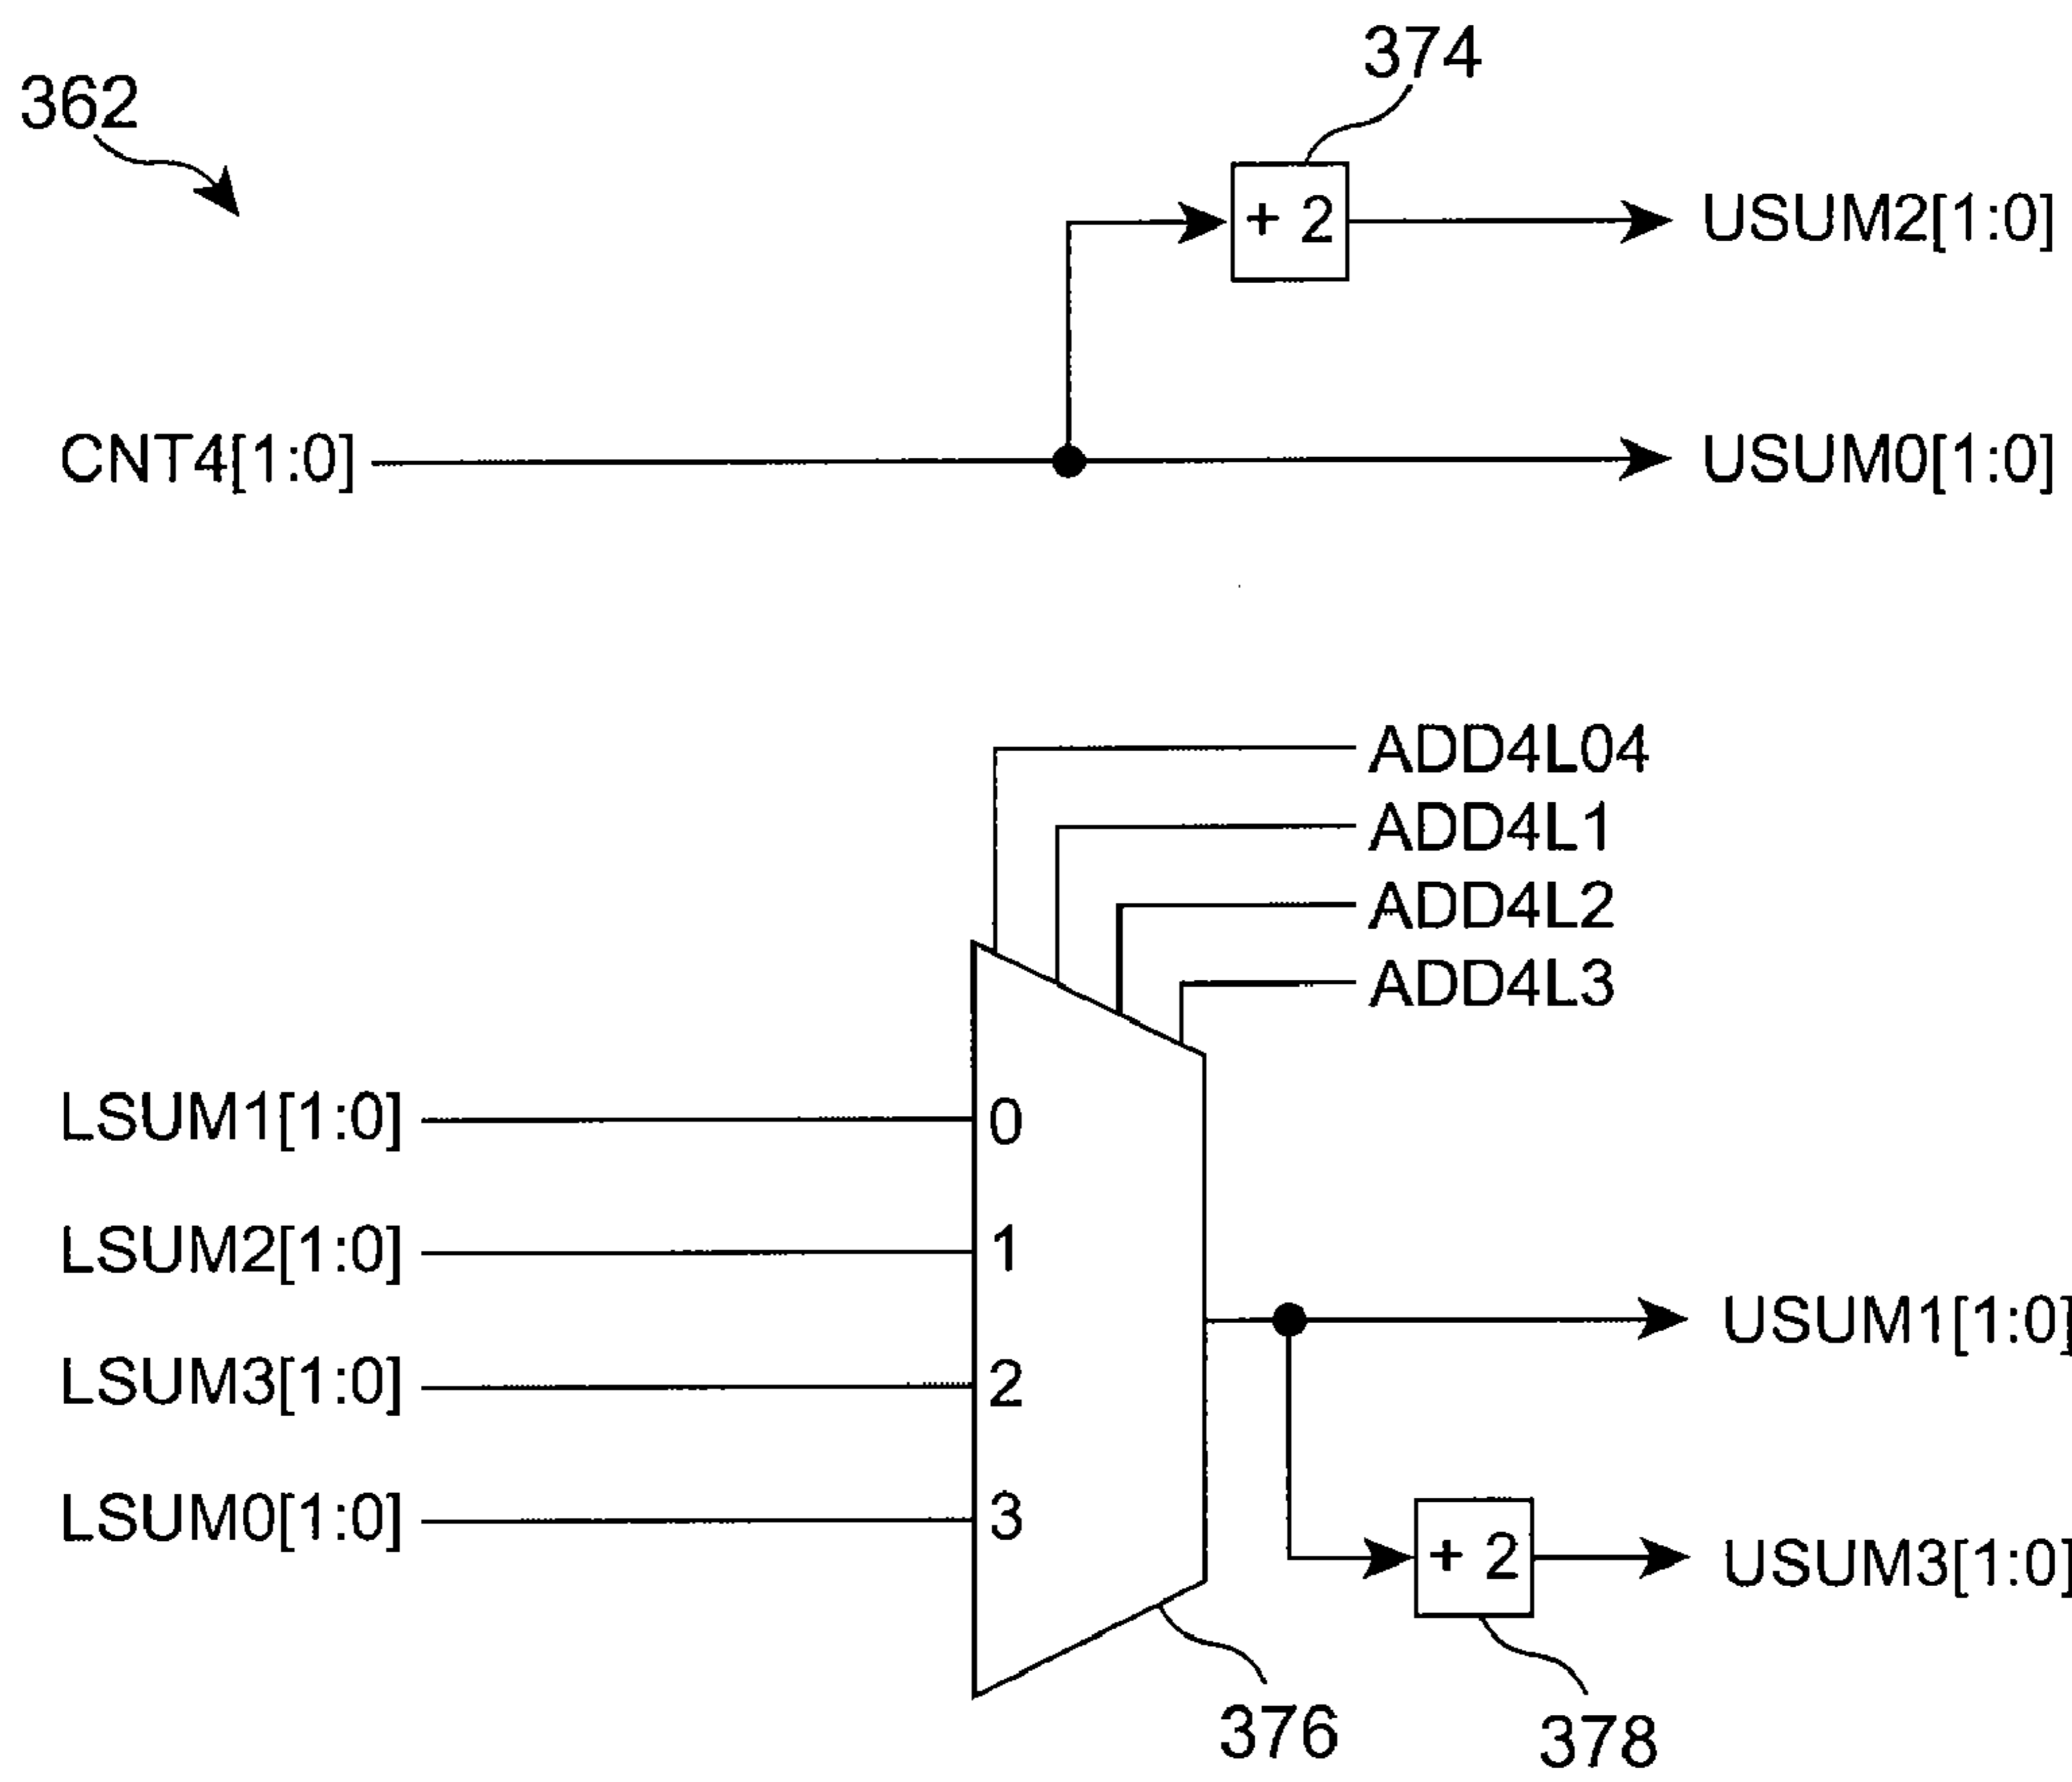 374
362
+ 2
USUM2[1:0]
CNT4[1:0]
USUM0[1:0]
ADD4L04
ADD4L1
ADD4L2
ADD4L3
LSUM1[1:0]
0
LSUM2[1:0]
1
USUM1[1:0]
LSUM3[1:0]
2
LSUM0[1:0]
3
+ 2
USUM3[1:0]
376
378